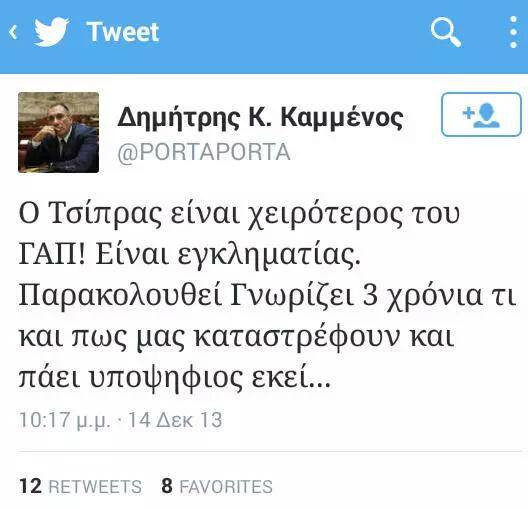 Tweet
Δημήτρης Κ. Καμμένος
@PORTAPORTA
Ο Τσίπρας είναι χειρότερος του
ΓΑΠ! Είναι εγκληματίας.
Παρακολουθεί Γνωρίζει 3 χρόνια τι
και πως μας καταστρέφουν και
πάει υποψηφιος εκεί...
10:17 μ.μ. · 14 Δεκ 13
12 RETWEETS 8 FAVORITES